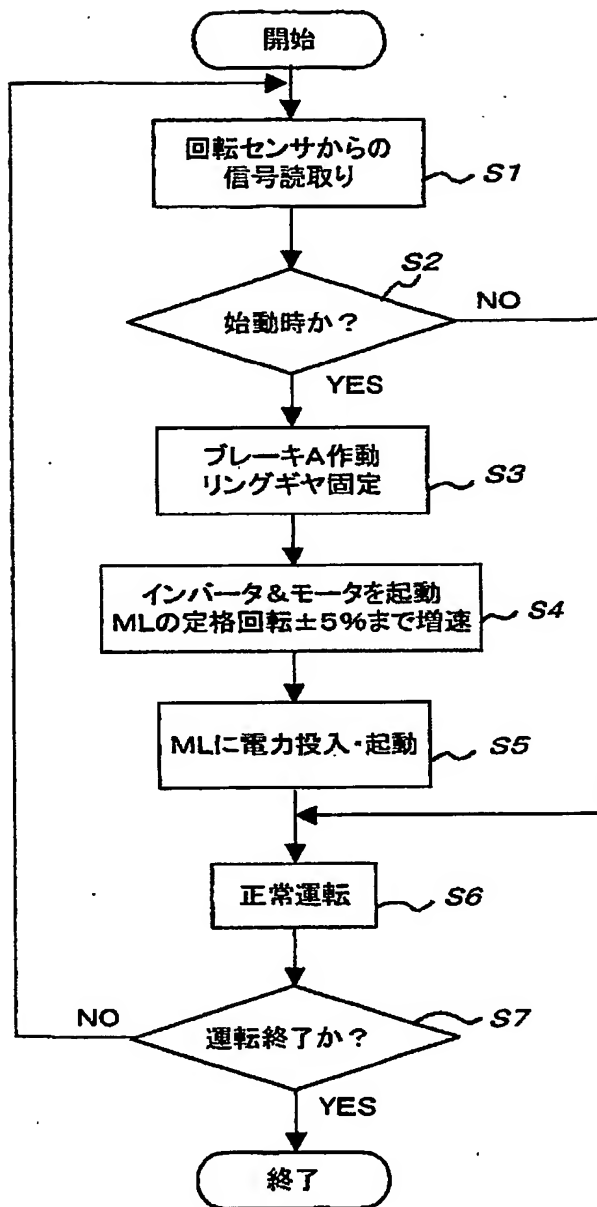 開始
回転センサからの
信号読取り
S1
S2
始動時か？
NO
YES
ブレーキA作動
リングギヤ固定
S3
インバータ&モータを起動
MLの定格回転±5%まで増速
S4
MLに電力投入・起動
S5
正常運転
S6
S7
運転終了か？
NO
YES
終了